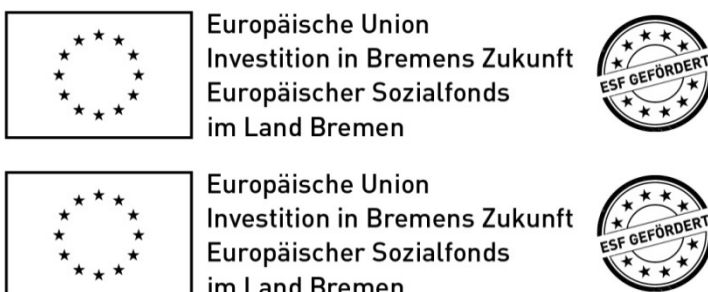 Europäische Union
Investition in Bremens Zukunft
Europäischer Sozialfonds
im Land Bremen
ESF GEFÖRDERT
Europäische Union
Investition in Bremens Zukunft
Europäischer Sozialfonds
im Land Bremen
ESF GEFÖRDERT